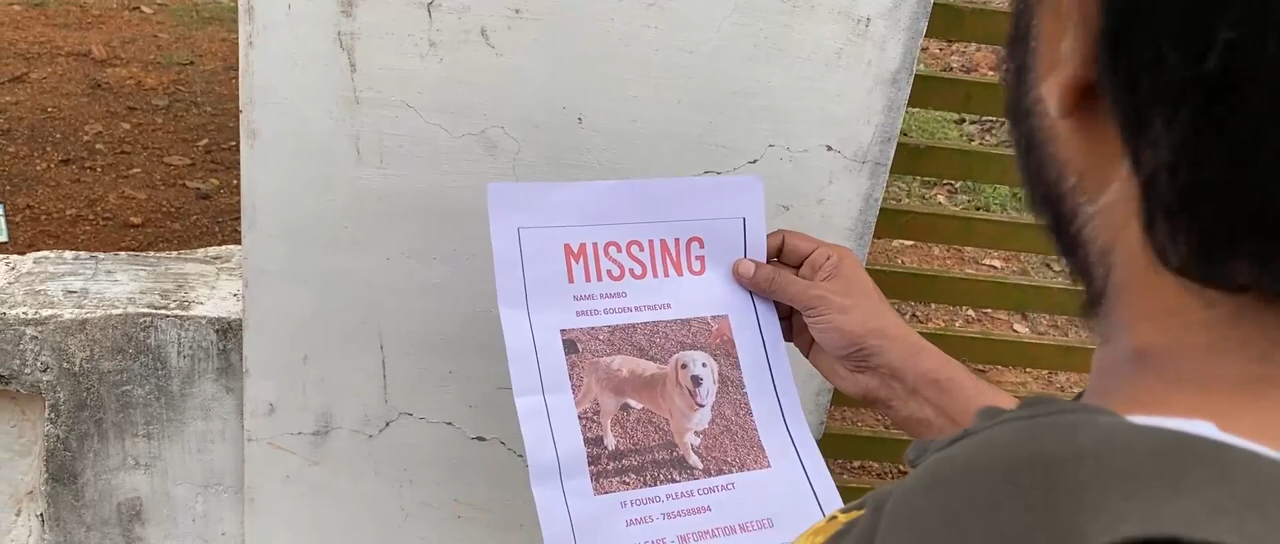 MISSING
NAME: RAMBO
BREED: GOLDEN RETRIEVER
IF FOUND, PLEASE CONTACT
JAMES - 7854588894
- INFORMATION NEEDED